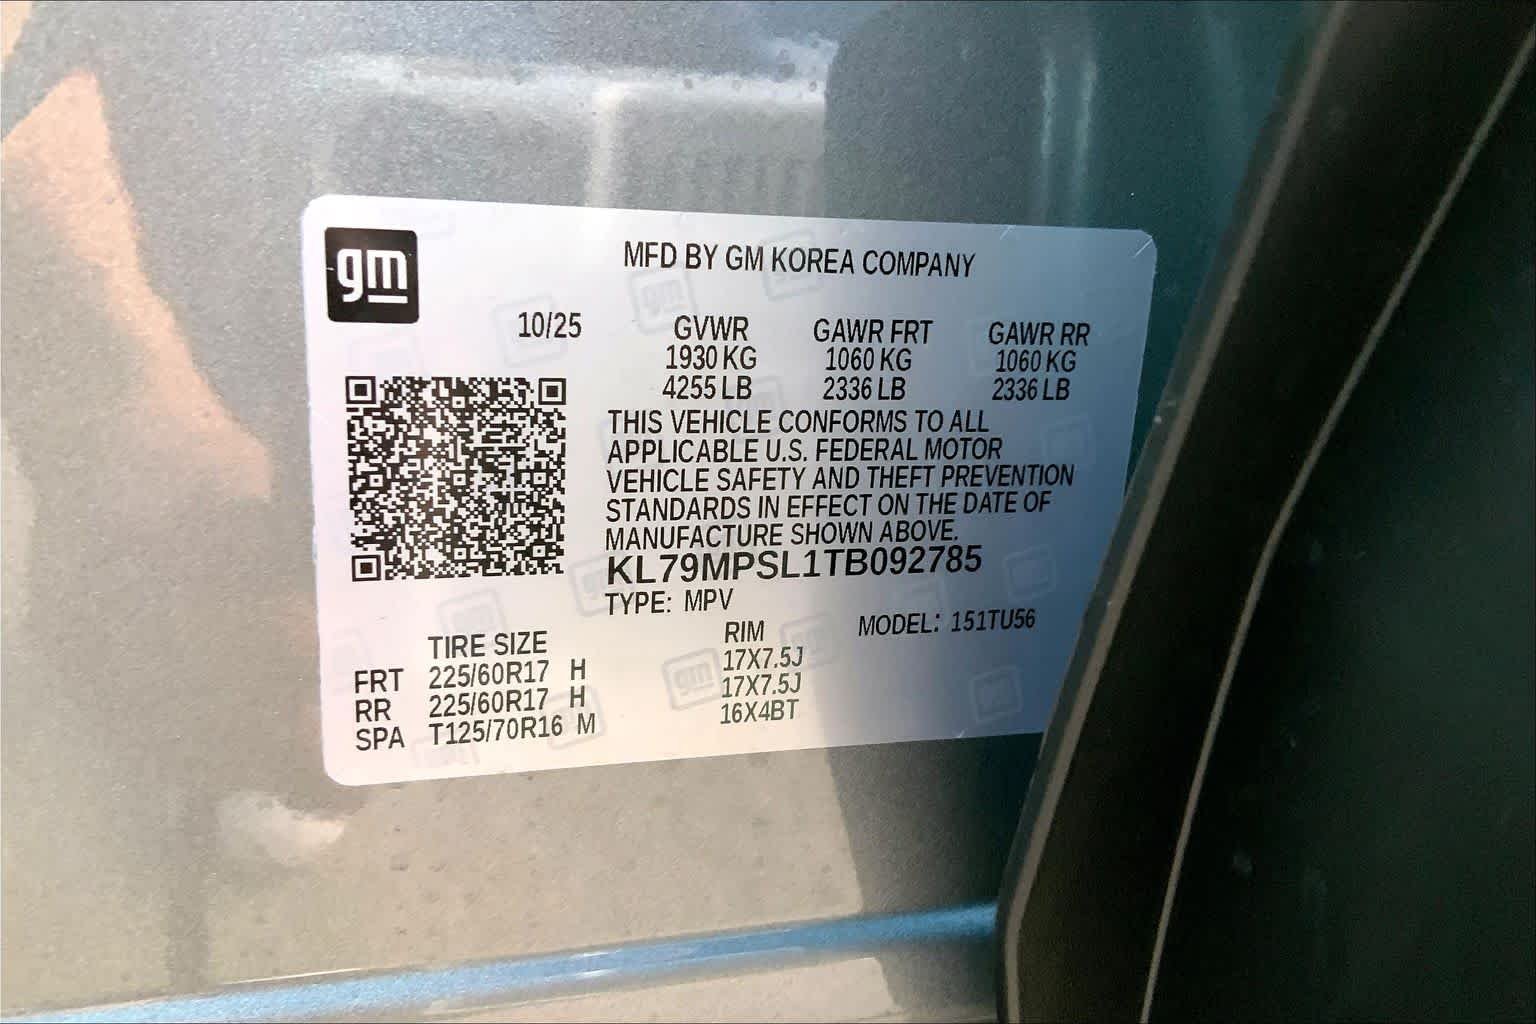 gm
MFD BY GM KOREA COMPANY
10/25 GVWR GAWR FRT GAWR RR
1930 KG 1060 KG 1060 KG
4255 LB 2336 LB 2336 LB
THIS VEHICLE CONFORMS TO ALL
APPLICABLE U.S. FEDERAL MOTOR
VEHICLE SAFETY AND THEFT PREVENTION
STANDARDS IN EFFECT ON THE DATE OF
MANUFACTURE SHOWN ABOVE.
KL79MPSL1TB092785
TYPE: MPV MODEL: 151TU56
TIRE SIZE RIM
FRT 225/60R17 H 17X7.5J
RR 225/60R17 H 17X7.5J
SPA T125/70R16 M 16X4BT